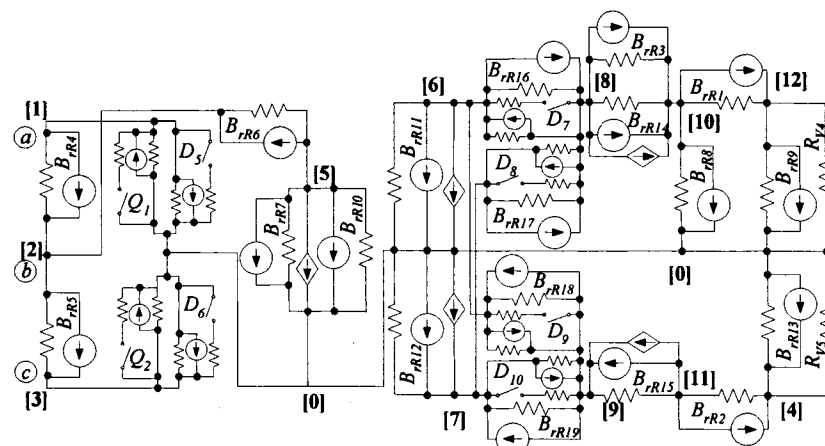 [1]
a
B_rR4
[2]
b
B_rR5
c
[3]
Q_1
D_5
Q_2
D_6
B_rR6
[5]
B_rR7
B_rR10
[0]
[6]
B_rR11
B_rR12
[7]
B_rR16
D_7
D_8
B_rR17
B_rR18
D_9
D_10
B_rR19
[8]
B_rR3
B_rR14
[9]
B_rR15
[10]
B_rR1
B_rR8
[0]
[11]
B_rR2
[12]
B_rR9
R_V4
B_rR13
R_V5
[4]